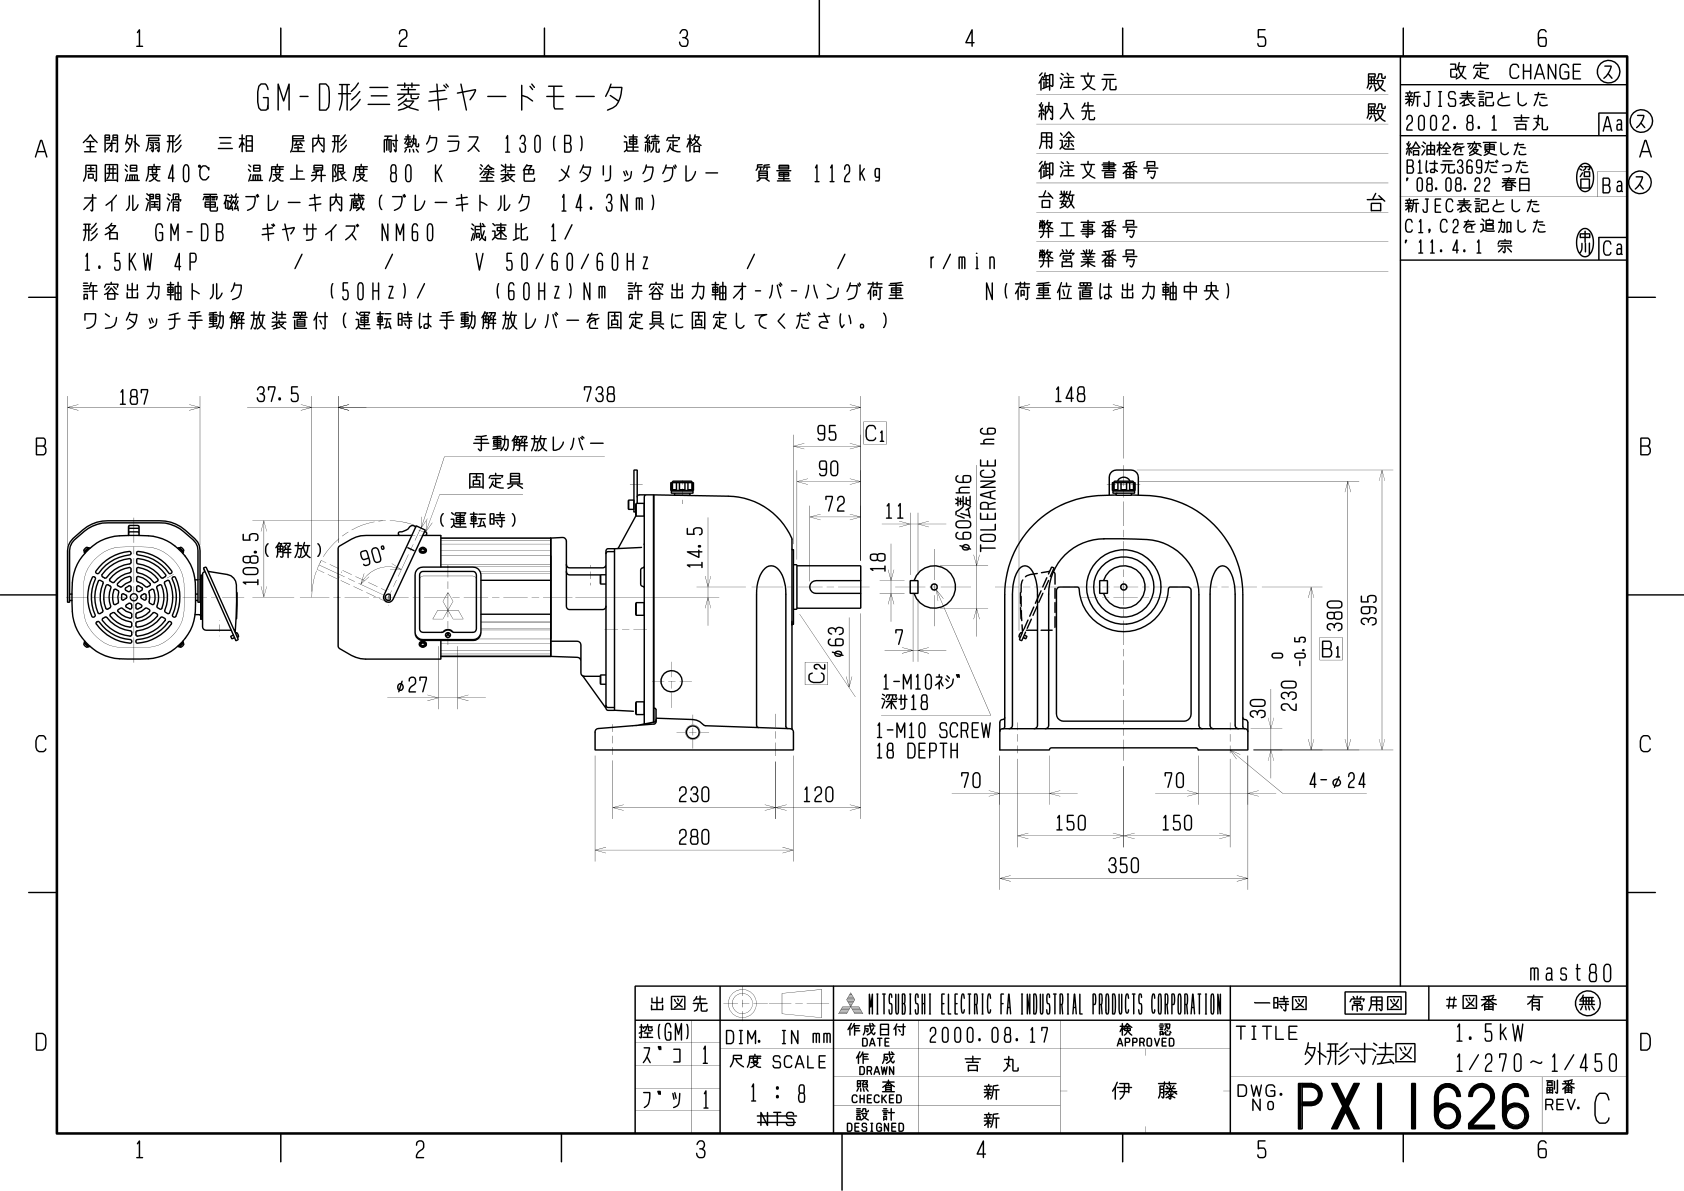 1 2 3 4 5 6
GM-D形三菱ギヤードモータ
全閉外扇形 三相 屋内形 耐熱クラス 130(B) 連続定格
周囲温度40℃ 温度上昇限度 80 K 塗装色 メタリックグレー 質量 112kg
オイル潤滑 電磁ブレーキ内蔵(ブレーキトルク 14.3Nm)
形名 GM-DB ギヤサイズ NM60 減速比 1/
1.5KW 4P / / V 50/60/60Hz / / r/min
許容出力軸トルク (50Hz)/ (60Hz)Nm 許容出力軸オーバーハング荷重 N(荷重位置は出力軸中央)
ワンタッチ手動解放装置付(運転時は手動解放レバーを固定具に固定してください。)
御注文元 殿
納入先 殿
用途
御注文書番号
台数 台
弊工事番号
弊営業番号
改定 CHANGE ス
新JIS表記とした
2002.8.1 吉丸 Aa ス
給油栓を変更した
B1は元369だった
'08.08.22 春日 Ba ス
新JEC表記とした
C1,C2を追加した
'11.4.1 宗 中川 Ca
A A
B B
C C
D D
187
37.5
738
95 C1
90
72
148
手動解放レバー
固定具
(運転時)
(解放)
108.5
90°
14.5
11
18
7
φ60公差h6
TOLERANCE h6
φ63
C2
φ27
1-M10ネジ
深サ18
1-M10 SCREW
18 DEPTH
230
120
280
395
380
B1
0
-0.5
230
30
70 70
4-φ24
150 150
350
mast80
出図先
控(GM)
ズコ 1
ブツ 1
MITSUBISHI ELECTRIC FA INDUSTRIAL PRODUCTS CORPORATION
一時図 常用図 #図番 有 無
DIM. IN mm
尺度 SCALE
1:8
NTS
作成日付
DATE
2000.08.17
作成
DRAWN
吉丸
照査
CHECKED
新
設計
DESIGNED
新
検認
APPROVED
伊藤
TITLE
外形寸法図
1.5kW
1/270~1/450
DWG.
No
PX11626
副番
REV. C
1 2 3 4 5 6